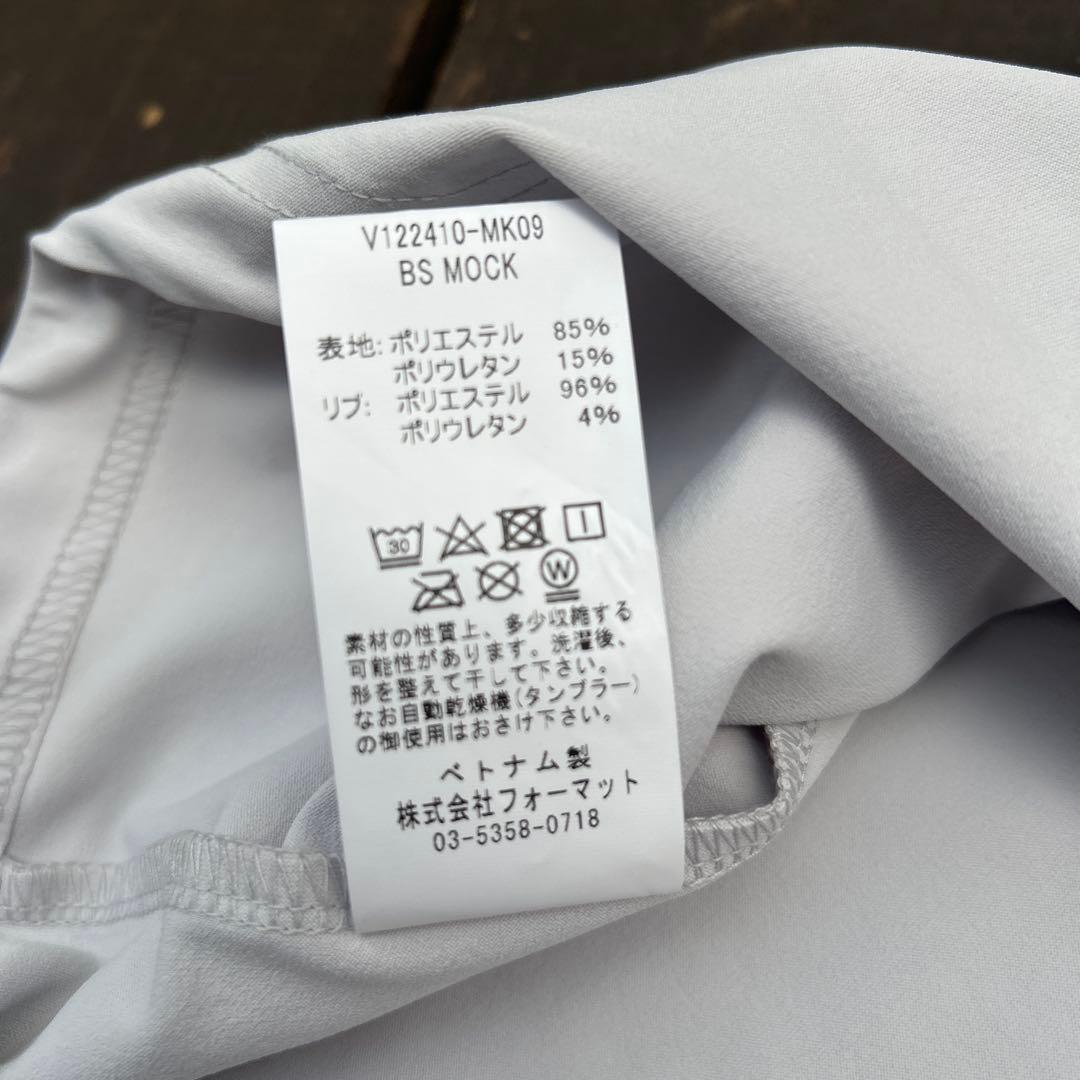 V122410-MK09
BS MOCK
表地: ポリエステル 85%
ポリウレタン 15%
リブ: ポリエステル 96%
ポリウレタン 4%
30
W
素材の性質上、多少収縮する
可能性があります。洗濯後、
形を整えて干して下さい。
なお自動乾燥機(タンブラー)
の御使用はおさけ下さい。
ベトナム製
株式会社フォーマット
03-5358-0718